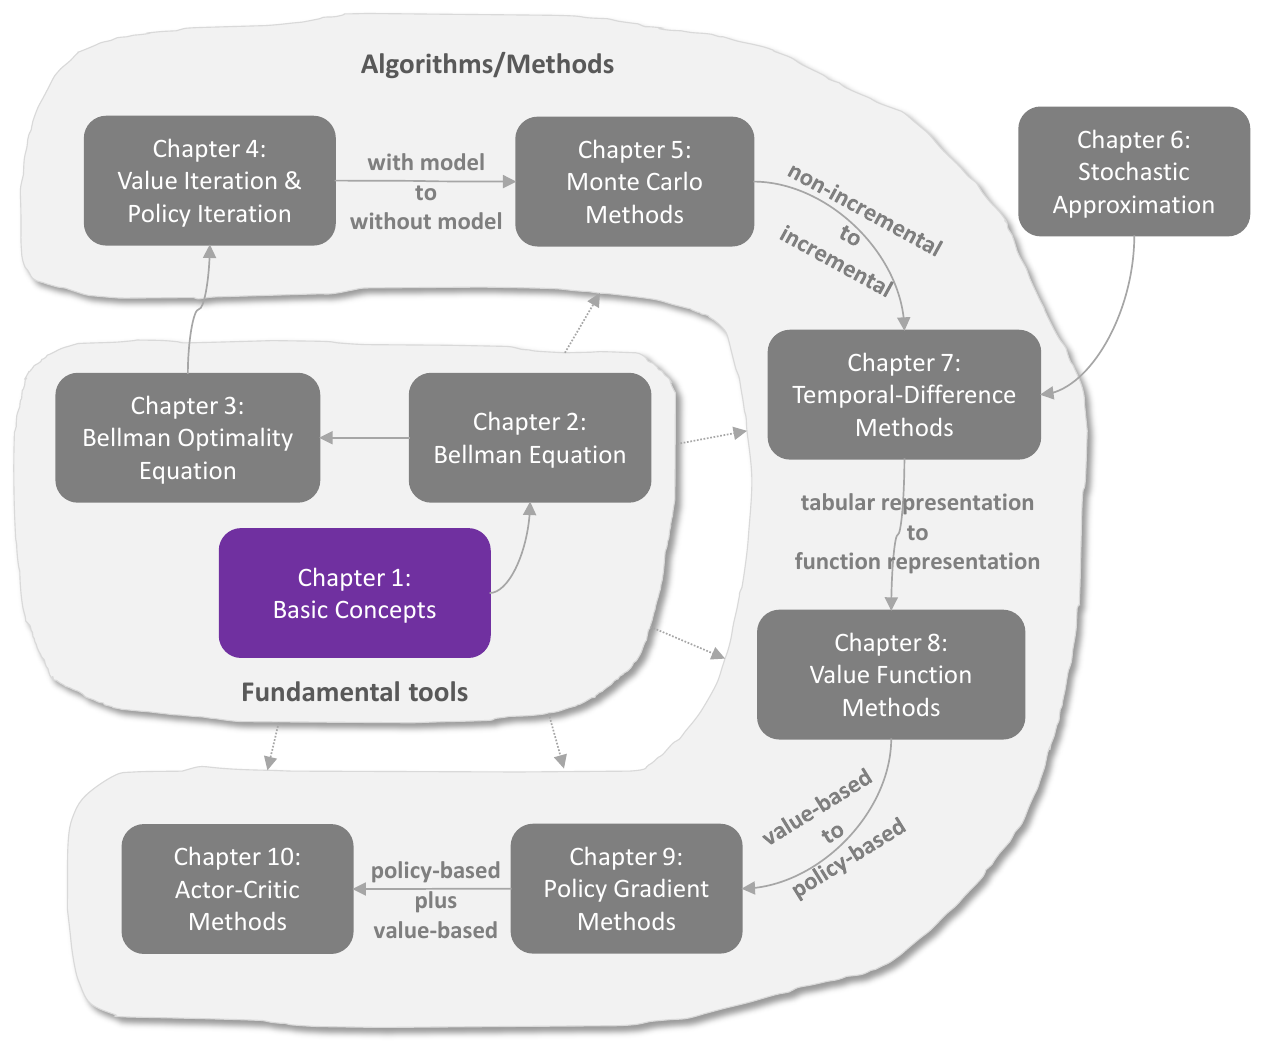 Algorithms/Methods
Chapter 4:
Value Iteration &
Policy Iteration
with model
to
without model
Chapter 5:
Monte Carlo
Methods
non-incremental
to
incremental
Chapter 6:
Stochastic
Approximation
Chapter 7:
Temporal-Difference
Methods
Chapter 3:
Bellman Optimality
Equation
Chapter 2:
Bellman Equation
Chapter 1:
Basic Concepts
Fundamental tools
tabular representation
to
function representation
Chapter 8:
Value Function
Methods
value-based
to
policy-based
Chapter 9:
Policy Gradient
Methods
policy-based
plus
value-based
Chapter 10:
Actor-Critic
Methods